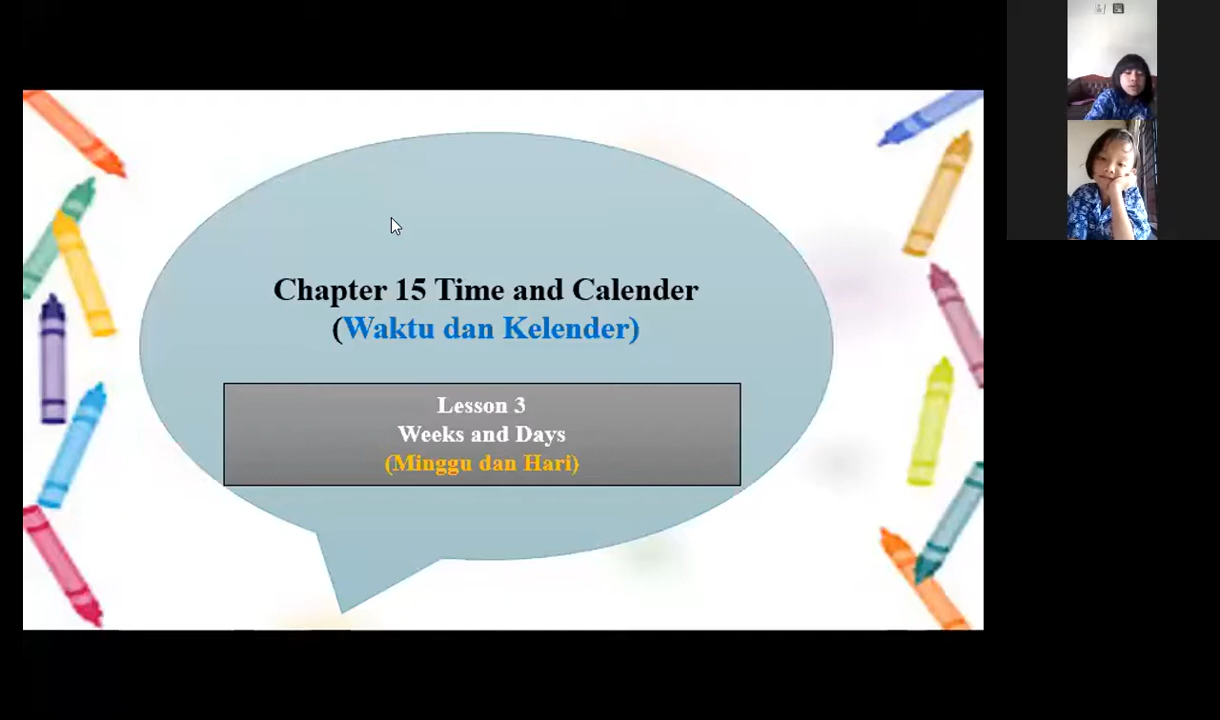 Chapter 15 Time and Calender
(Waktu dan Kelender)
Lesson 3
Weeks and Days
(Minggu dan Hari)